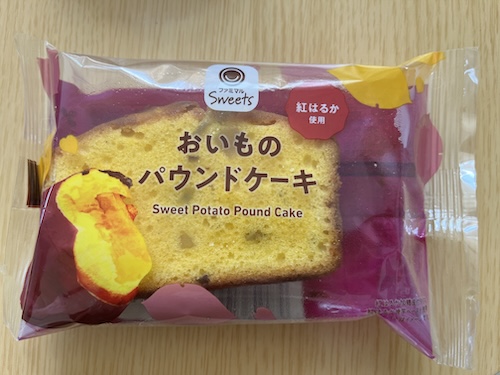 ファミマル
Sweets
紅はるか
使用
おいもの
パウンドケーキ
Sweet Potato Pound Cake